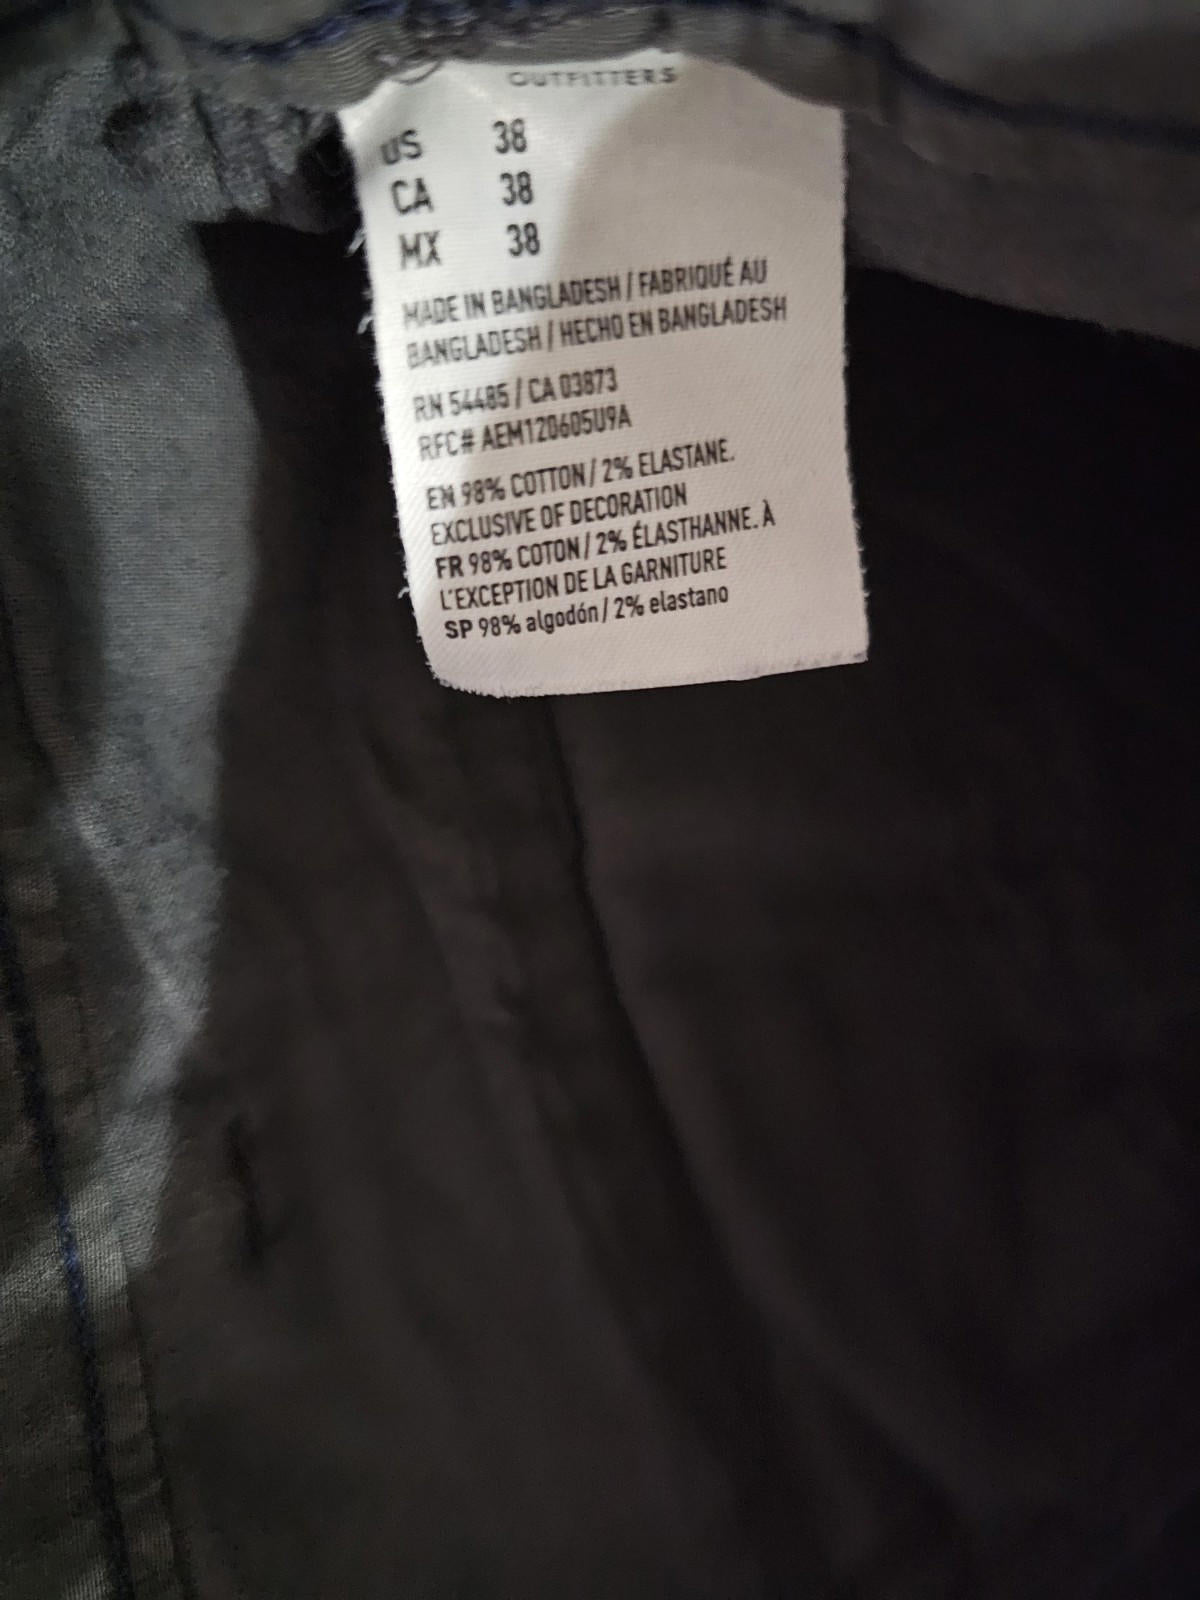 OUTFITTERS
US 38
CA 38
MX 38
MADE IN BANGLADESH / FABRIQUÉ AU
BANGLADESH / HECHO EN BANGLADESH
RN 54485 / CA 03873
RFC# AEM120605U9A
EN 98% COTTON / 2% ELASTANE.
EXCLUSIVE OF DECORATION
FR 98% COTON / 2% ÉLASTHANNE. À
L'EXCEPTION DE LA GARNITURE
SP 98% algodón / 2% elastano